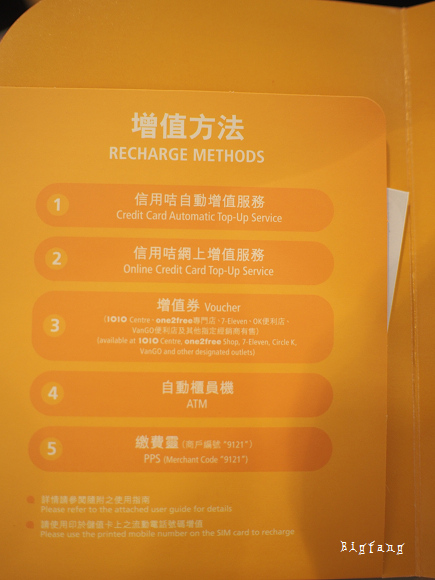 增值方法
RECHARGE METHODS
1
信用咭自動增值服務
Credit Card Automatic Top-Up Service
2
信用咭網上增值服務
Online Credit Card Top-Up Service
3
增值券 Voucher
(1O1O Centre、one2free專門店、7-Eleven、OK便利店、
VanGO便利店及其他指定經銷商有售)
(available at 1O1O Centre, one2free Shop, 7-Eleven, Circle K,
VanGO and other designated outlets)
4
自動櫃員機
ATM
5
繳費靈 (商戶編號 "9121")
PPS (Merchant Code "9121")
詳情請參閱隨附之使用指南
Please refer to the attached user guide for details
請使用印於儲值卡上之流動電話號碼增值
Please use the printed mobile number on the SIM card to recharge
Bigfang